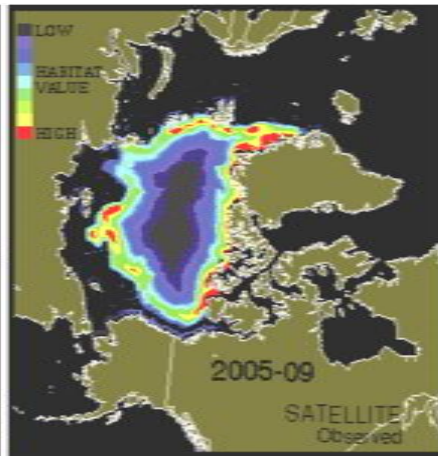 LOW
HABITAT
VALUE
HIGH
2005-09
SATELLITE
Observed